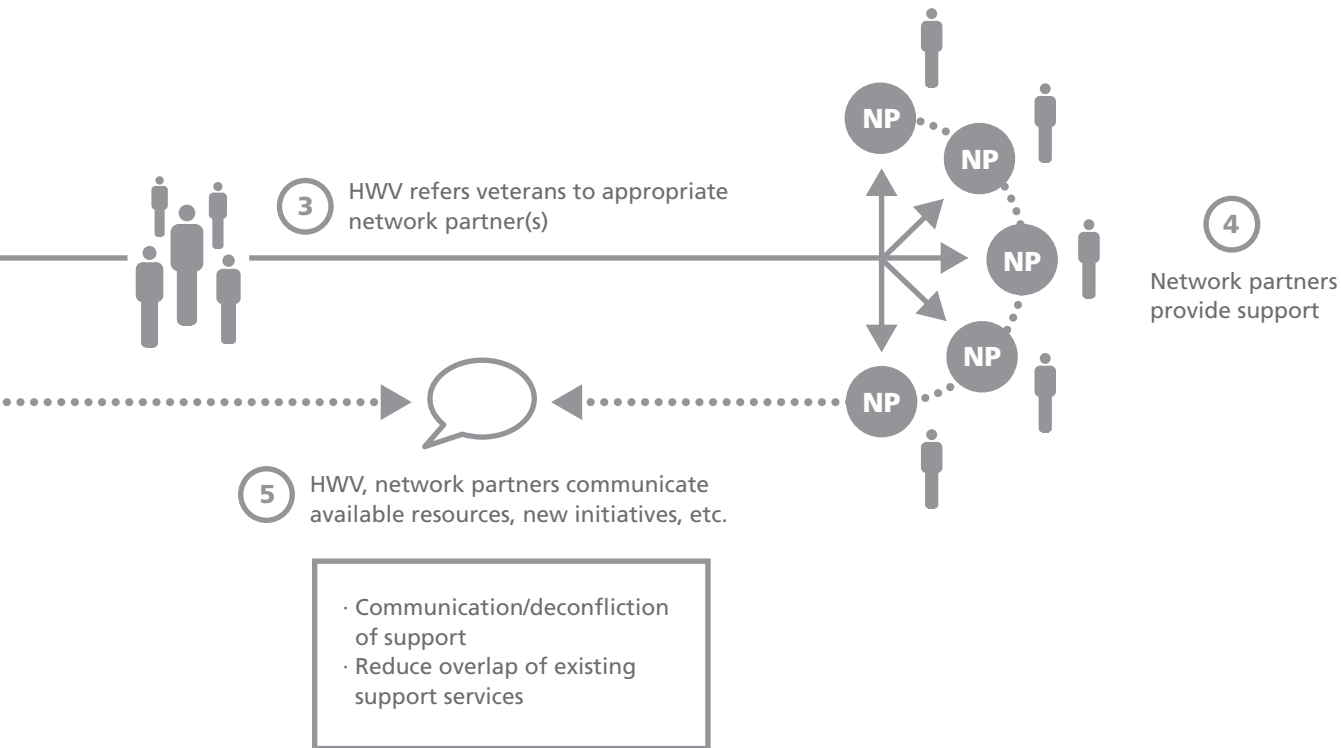 NP
NP
3
HWV refers veterans to appropriate
network partner(s)
4
NP
Network partners
provide support
NP
NP
5
HWV, network partners communicate
available resources, new initiatives, etc.
· Communication/deconfliction
of support
· Reduce overlap of existing
support services